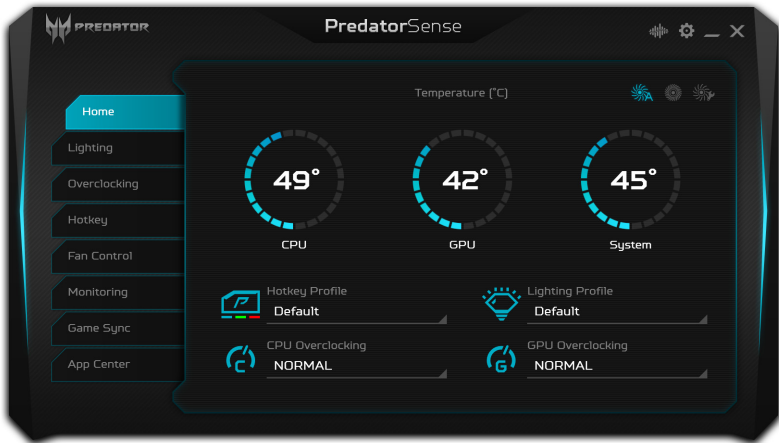 PREDATOR
PredatorSense
Temperature (°C)
Home
Lighting
Overclocking
Hotkey
Fan Control
Monitoring
Game Sync
App Center
49°
CPU
42°
GPU
45°
System
Hotkey Profile
Default
Lighting Profile
Default
CPU Overclocking
NORMAL
GPU Overclocking
NORMAL
A
P
C
G